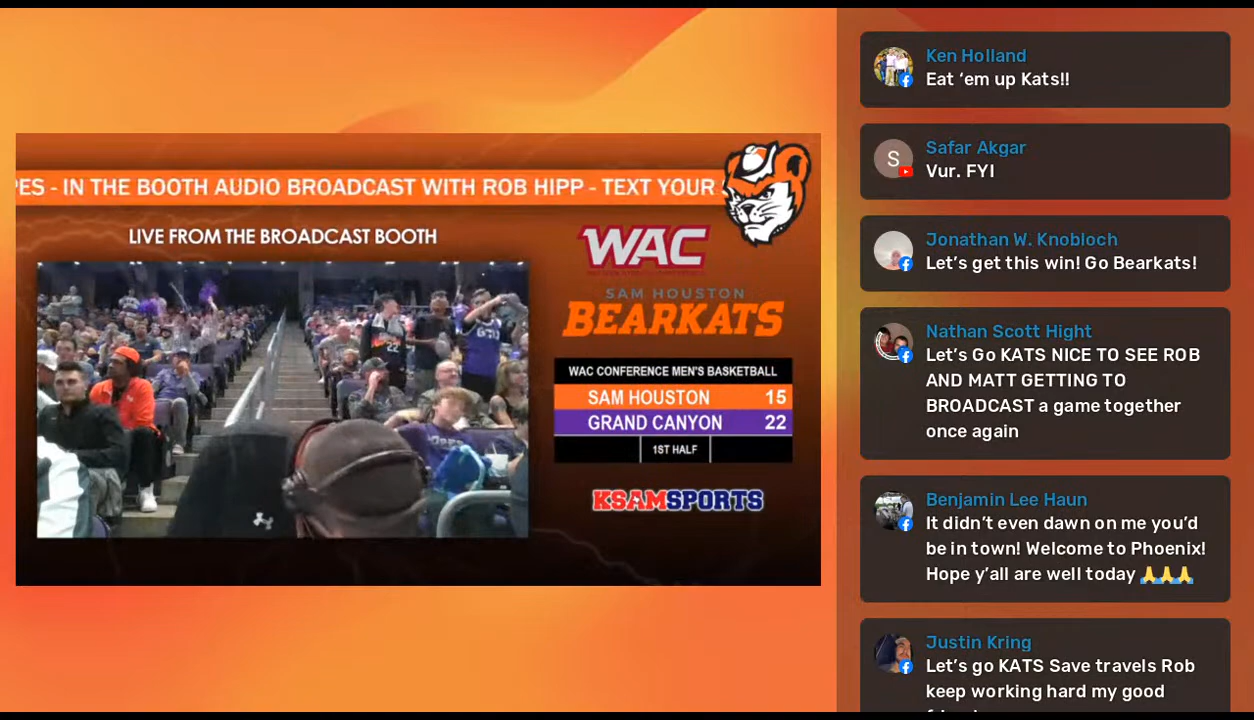 PES - IN THE BOOTH AUDIO BROADCAST WITH ROB HIPP - TEXT YOUR
LIVE FROM THE BROADCAST BOOTH
WAC
SAM HOUSTON
BEARKATS
WAC CONFERENCE MEN'S BASKETBALL
SAM HOUSTON 15
GRAND CANYON 22
1ST HALF
KSAMSPORTS
22
Ken Holland
Eat ‘em up Kats!!
S
Safar Akgar
Vur. FYI
Jonathan W. Knobloch
Let’s get this win! Go Bearkats!
Nathan Scott Hight
Let’s Go KATS NICE TO SEE ROB
AND MATT GETTING TO
BROADCAST a game together
once again
Benjamin Lee Haun
It didn’t even dawn on me you’d
be in town! Welcome to Phoenix!
Hope y’all are well today 🙏🙏🙏
Justin Kring
Let’s go KATS Save travels Rob
keep working hard my good